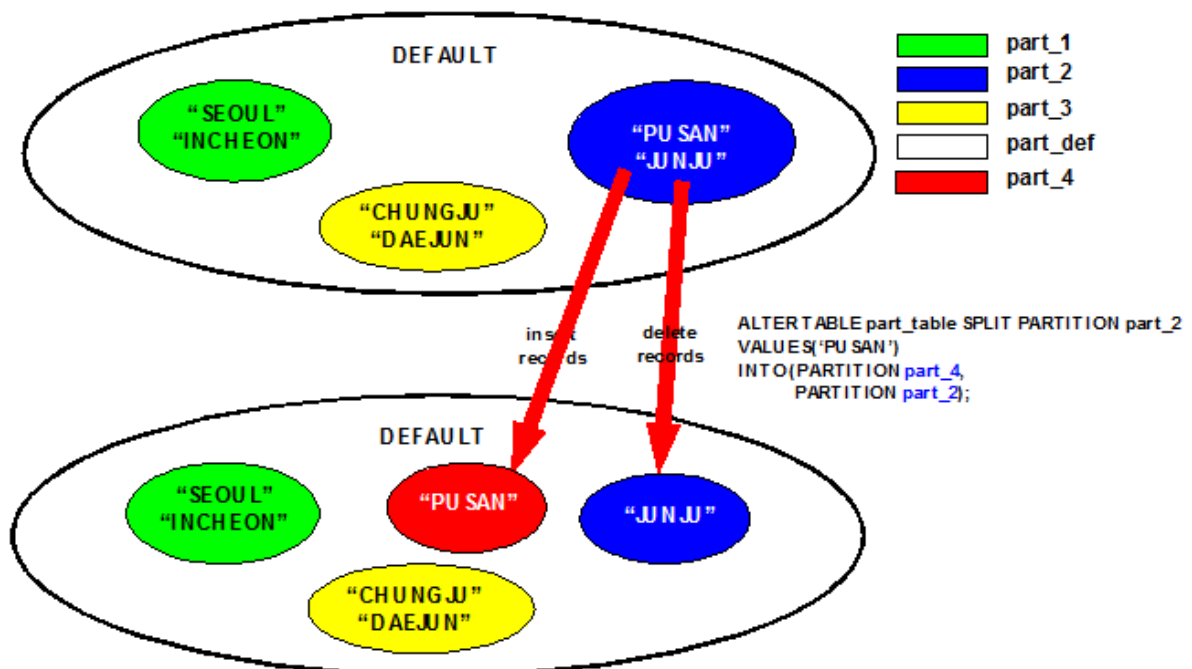 DEFAULT
“SEOUL”
“INCHEON”
“PUSAN”
“JUNJU”
“CHUNGJU”
“DAEJUN”
part_1
part_2
part_3
part_def
part_4
insert
records
delete
records
ALTER TABLE part_table SPLIT PARTITION part_2
VALUES(‘PUSAN’)
INTO(PARTITION part_4,
PARTITION part_2);
DEFAULT
“SEOUL”
“INCHEON”
“PUSAN”
“JUNJU”
“CHUNGJU”
“DAEJUN”